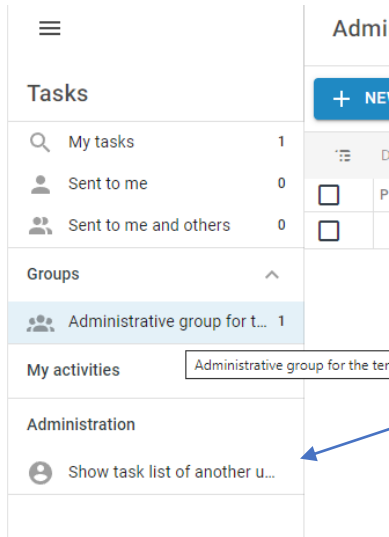 Admi
Tasks
+ NEW
My tasks 1
D
Sent to me 0
P
Sent to me and others 0
Groups
Administrative group for t... 1
Administrative group for the ter
My activities
Administration
Show task list of another u...